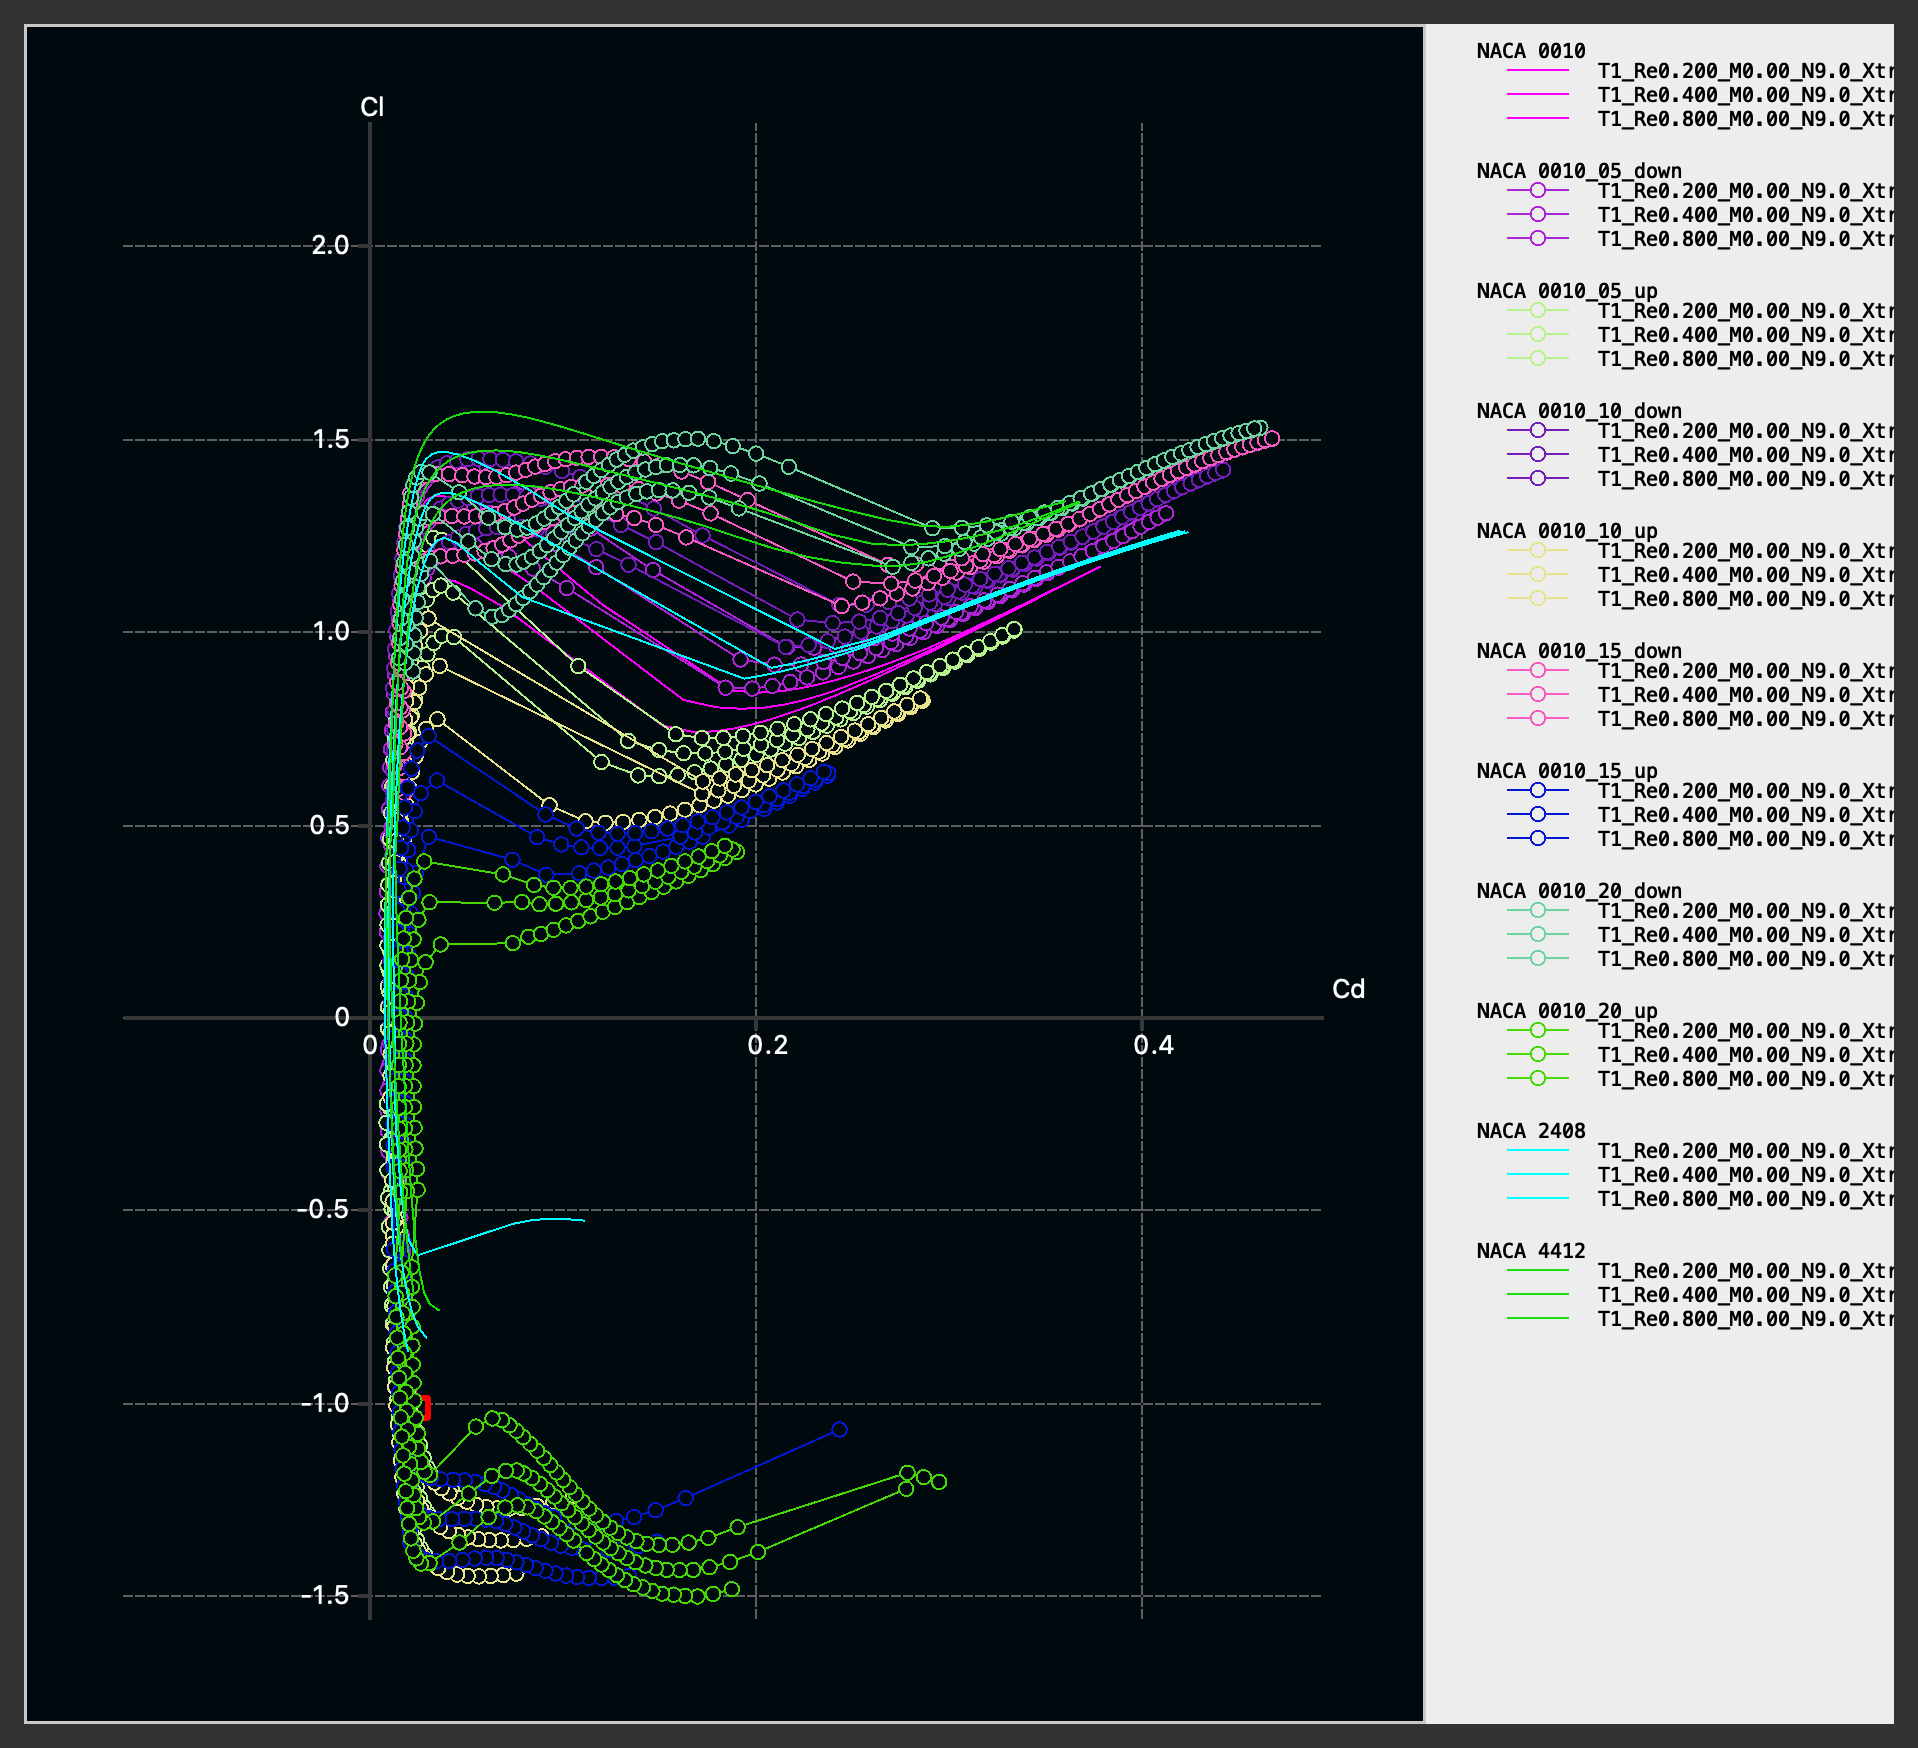 Cl
2.0
1.5
1.0
0.5
0
-0.5
-1.0
-1.5
0
0.2
0.4
Cd
NACA 0010
T1_Re0.200_M0.00_N9.0_Xtr
T1_Re0.400_M0.00_N9.0_Xtr
T1_Re0.800_M0.00_N9.0_Xtr
NACA 0010_05_down
T1_Re0.200_M0.00_N9.0_Xtr
T1_Re0.400_M0.00_N9.0_Xtr
T1_Re0.800_M0.00_N9.0_Xtr
NACA 0010_05_up
T1_Re0.200_M0.00_N9.0_Xtr
T1_Re0.400_M0.00_N9.0_Xtr
T1_Re0.800_M0.00_N9.0_Xtr
NACA 0010_10_down
T1_Re0.200_M0.00_N9.0_Xtr
T1_Re0.400_M0.00_N9.0_Xtr
T1_Re0.800_M0.00_N9.0_Xtr
NACA 0010_10_up
T1_Re0.200_M0.00_N9.0_Xtr
T1_Re0.400_M0.00_N9.0_Xtr
T1_Re0.800_M0.00_N9.0_Xtr
NACA 0010_15_down
T1_Re0.200_M0.00_N9.0_Xtr
T1_Re0.400_M0.00_N9.0_Xtr
T1_Re0.800_M0.00_N9.0_Xtr
NACA 0010_15_up
T1_Re0.200_M0.00_N9.0_Xtr
T1_Re0.400_M0.00_N9.0_Xtr
T1_Re0.800_M0.00_N9.0_Xtr
NACA 0010_20_down
T1_Re0.200_M0.00_N9.0_Xtr
T1_Re0.400_M0.00_N9.0_Xtr
T1_Re0.800_M0.00_N9.0_Xtr
NACA 0010_20_up
T1_Re0.200_M0.00_N9.0_Xtr
T1_Re0.400_M0.00_N9.0_Xtr
T1_Re0.800_M0.00_N9.0_Xtr
NACA 2408
T1_Re0.200_M0.00_N9.0_Xtr
T1_Re0.400_M0.00_N9.0_Xtr
T1_Re0.800_M0.00_N9.0_Xtr
NACA 4412
T1_Re0.200_M0.00_N9.0_Xtr
T1_Re0.400_M0.00_N9.0_Xtr
T1_Re0.800_M0.00_N9.0_Xtr